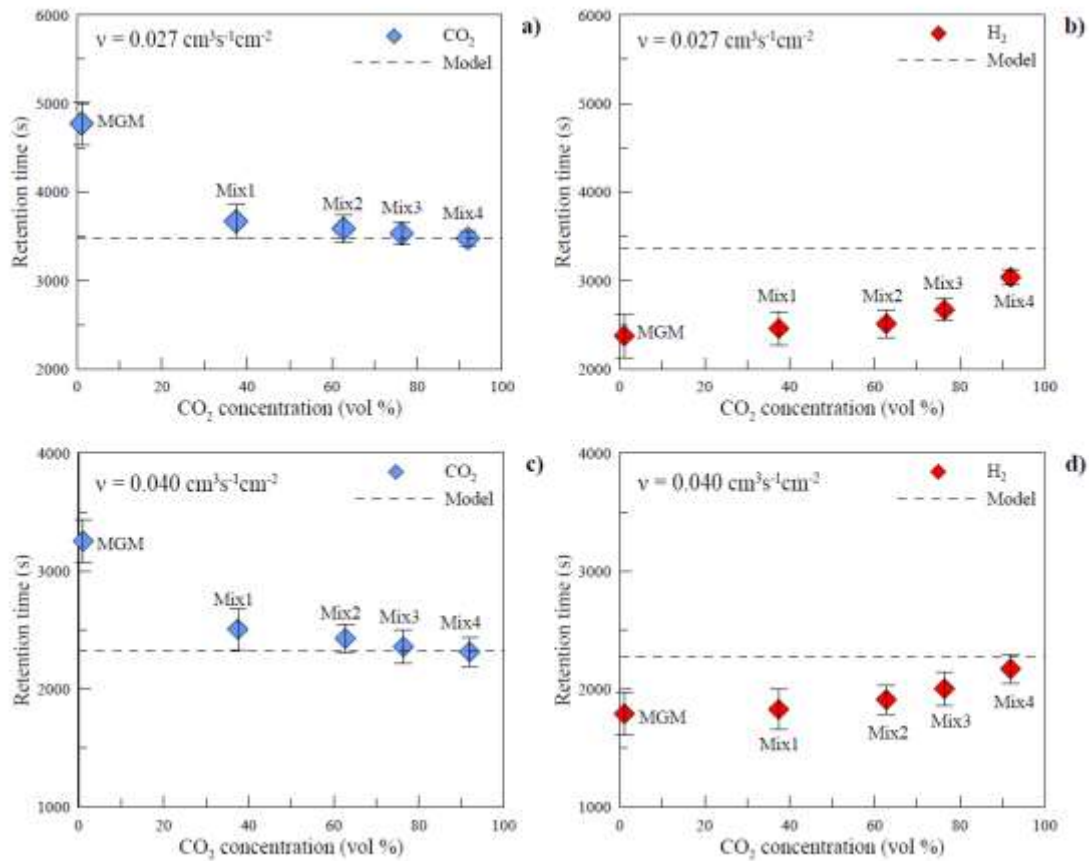 a)
ν = 0.027 cm³s⁻¹cm⁻²
CO₂
Model
MGM
Mix1
Mix2
Mix3
Mix4
6000
5000
4000
3000
2000
Retention time (s)
0
20
40
60
80
100
CO₂ concentration (vol %)
b)
ν = 0.027 cm³s⁻¹cm⁻²
H₂
Model
MGM
Mix1
Mix2
Mix3
Mix4
6000
5000
4000
3000
2000
Retention time (s)
0
20
40
60
80
100
CO₂ concentration (vol %)
c)
ν = 0.040 cm³s⁻¹cm⁻²
CO₂
Model
MGM
Mix1
Mix2
Mix3
Mix4
4000
3000
2000
1000
Retention time (s)
0
20
40
60
80
100
CO₂ concentration (vol %)
d)
ν = 0.040 cm³s⁻¹cm⁻²
H₂
Model
MGM
Mix1
Mix2
Mix3
Mix4
4000
3000
2000
1000
Retention time (s)
0
20
40
60
80
100
CO₂ concentration (vol %)